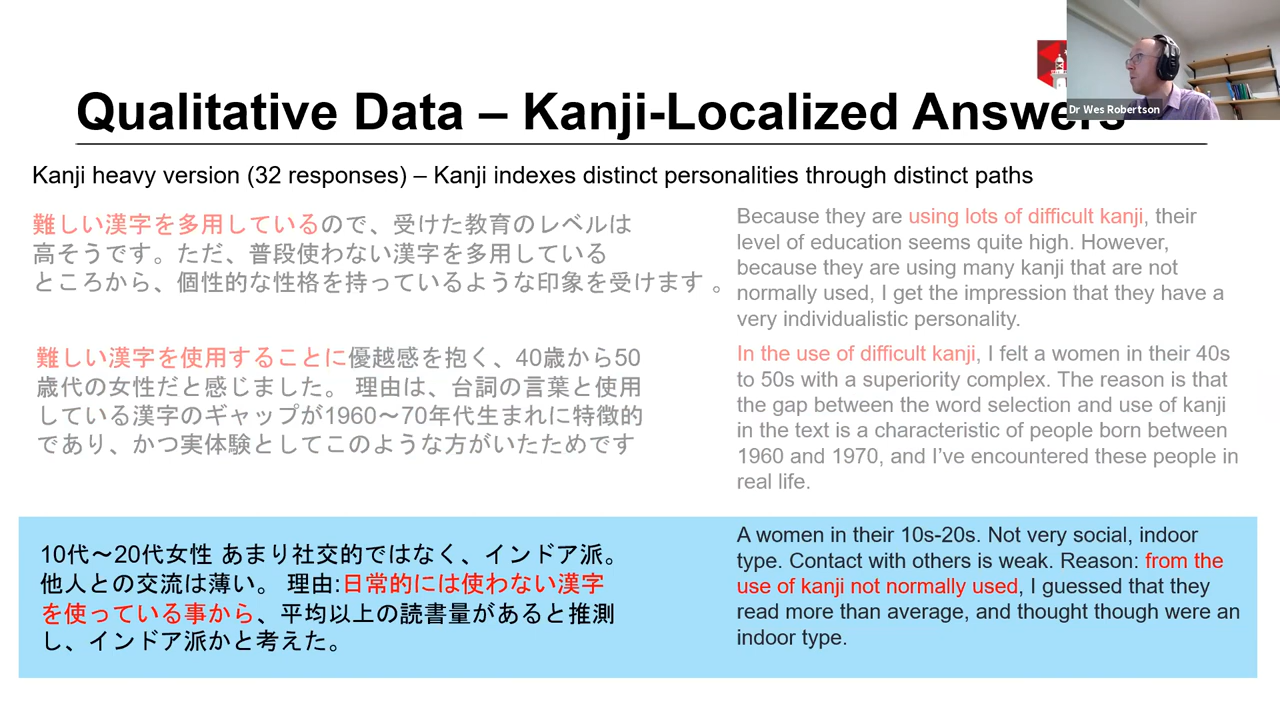 Dr Wes Robertson
Qualitative Data – Kanji-Localized Answers
Kanji heavy version (32 responses) – Kanji indexes distinct personalities through distinct paths
難しい漢字を多用しているので、受けた教育のレベルは
高そうです。ただ、普段使わない漢字を多用している
ところから、個性的な性格を持っているような印象を受けます 。
Because they are using lots of difficult kanji, their
level of education seems quite high. However,
because they are using many kanji that are not
normally used, I get the impression that they have a
very individualistic personality.
難しい漢字を使用することに優越感を抱く、40歳から50
歳代の女性だと感じました。 理由は、台詞の言葉と使用
している漢字のギャップが1960〜70年代生まれに特徴的
であり、かつ実体験としてこのような方がいたためです
In the use of difficult kanji, I felt a women in their 40s
to 50s with a superiority complex. The reason is that
the gap between the word selection and use of kanji
in the text is a characteristic of people born between
1960 and 1970, and I’ve encountered these people in
real life.
10代〜20代女性 あまり社交的ではなく、インドア派。
他人との交流は薄い。 理由:日常的には使わない漢字
を使っている事から、平均以上の読書量があると推測
し、インドア派かと考えた。
A women in their 10s-20s. Not very social, indoor
type. Contact with others is weak. Reason: from the
use of kanji not normally used, I guessed that they
read more than average, and thought though were an
indoor type.